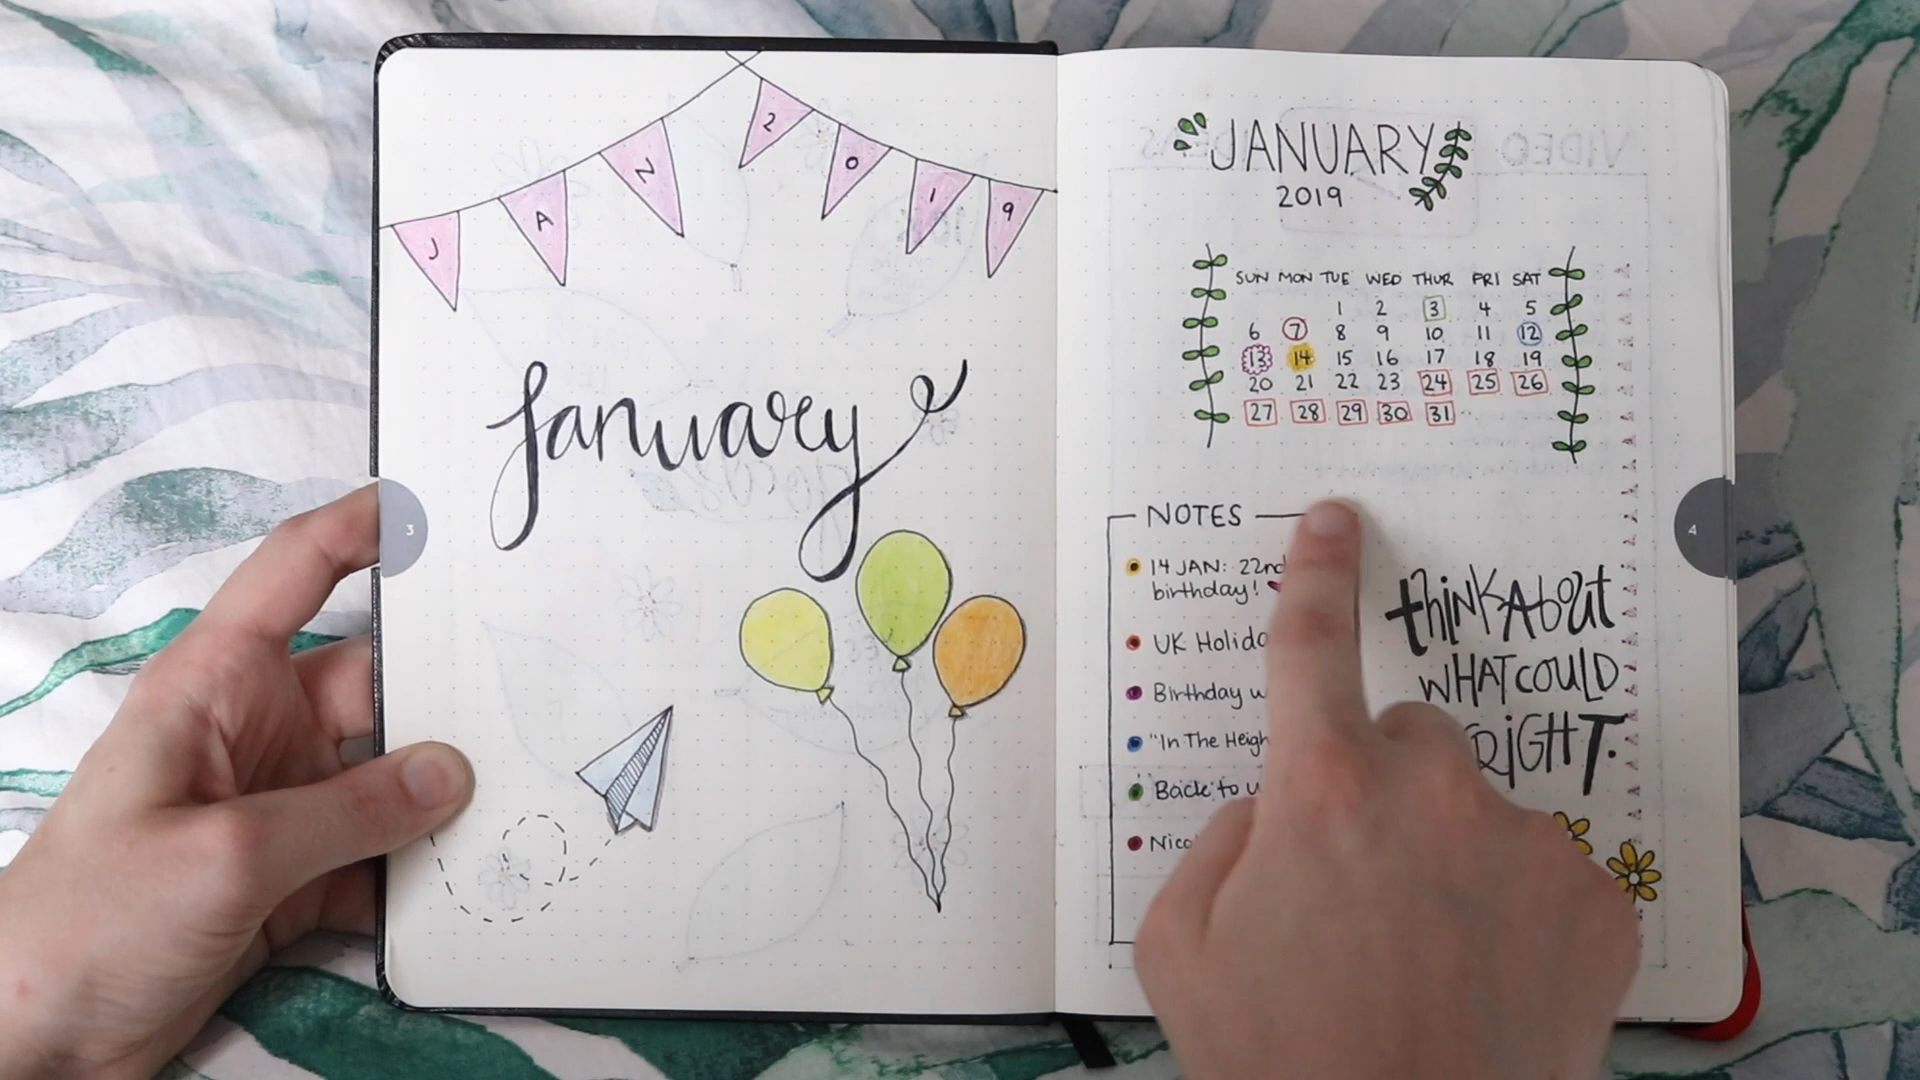 J A N 2 0 1 9
January
3
JANUARY
2019
SUN MON TUE WED THUR FRI SAT
1 2 3 4 5
6 7 8 9 10 11 12
13 14 15 16 17 18 19
20 21 22 23 24 25 26
27 28 29 30 31
NOTES
14 JAN: 22nd
birthday!
UK
Birthday
"In The
Back to
think About
WHAT COULD
RiGHT.
4
VIDEO